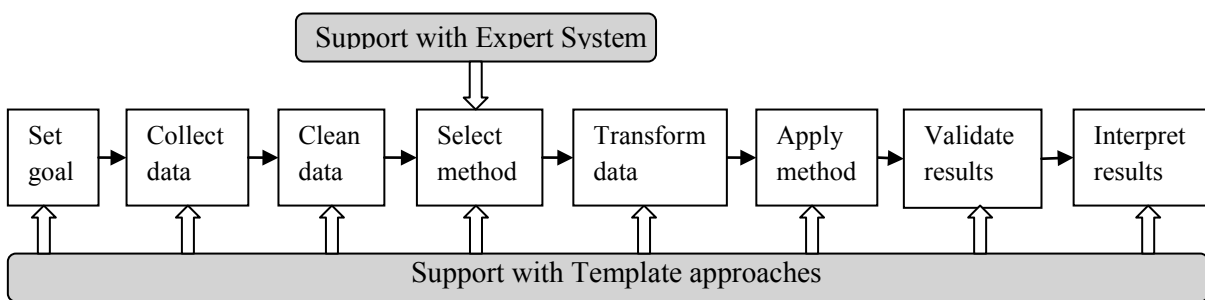 Support with Expert System
Set
goal
Collect
data
Clean
data
Select
method
Transform
data
Apply
method
Validate
results
Interpret
results
Support with Template approaches